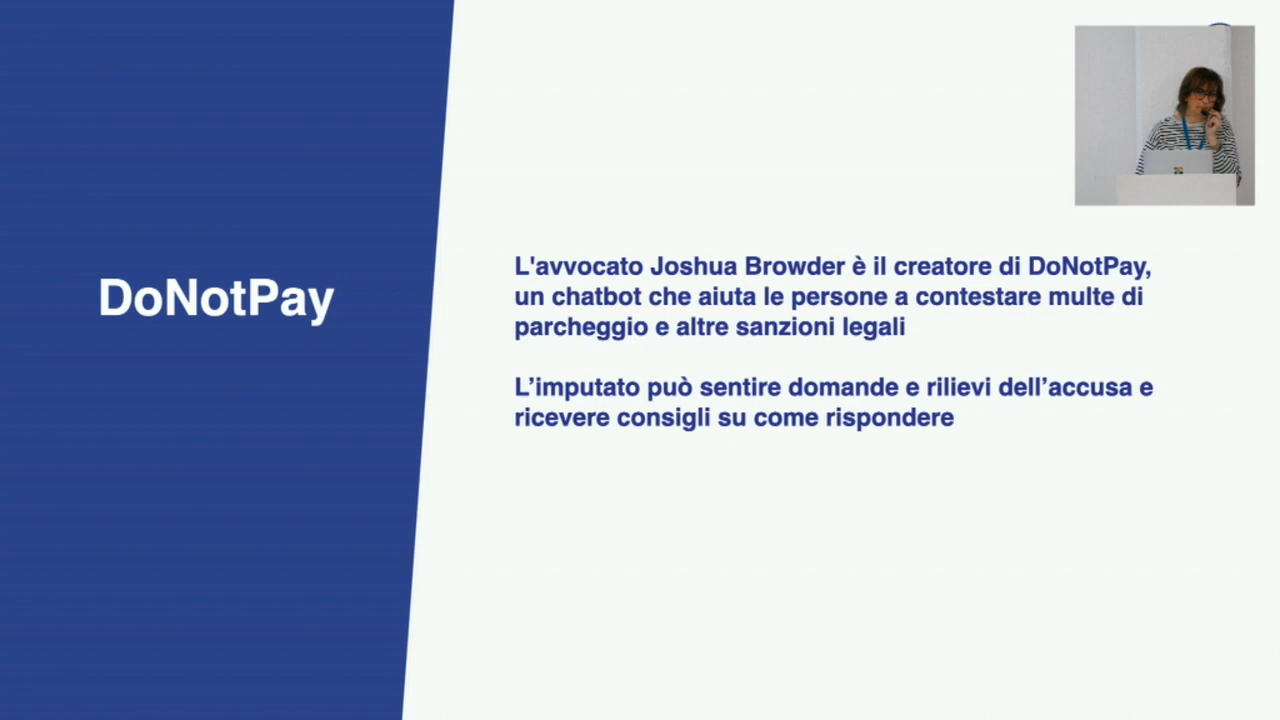 DoNotPay
L'avvocato Joshua Browder è il creatore di DoNotPay,
un chatbot che aiuta le persone a contestare multe di
parcheggio e altre sanzioni legali
L’imputato può sentire domande e rilievi dell’accusa e
ricevere consigli su come rispondere